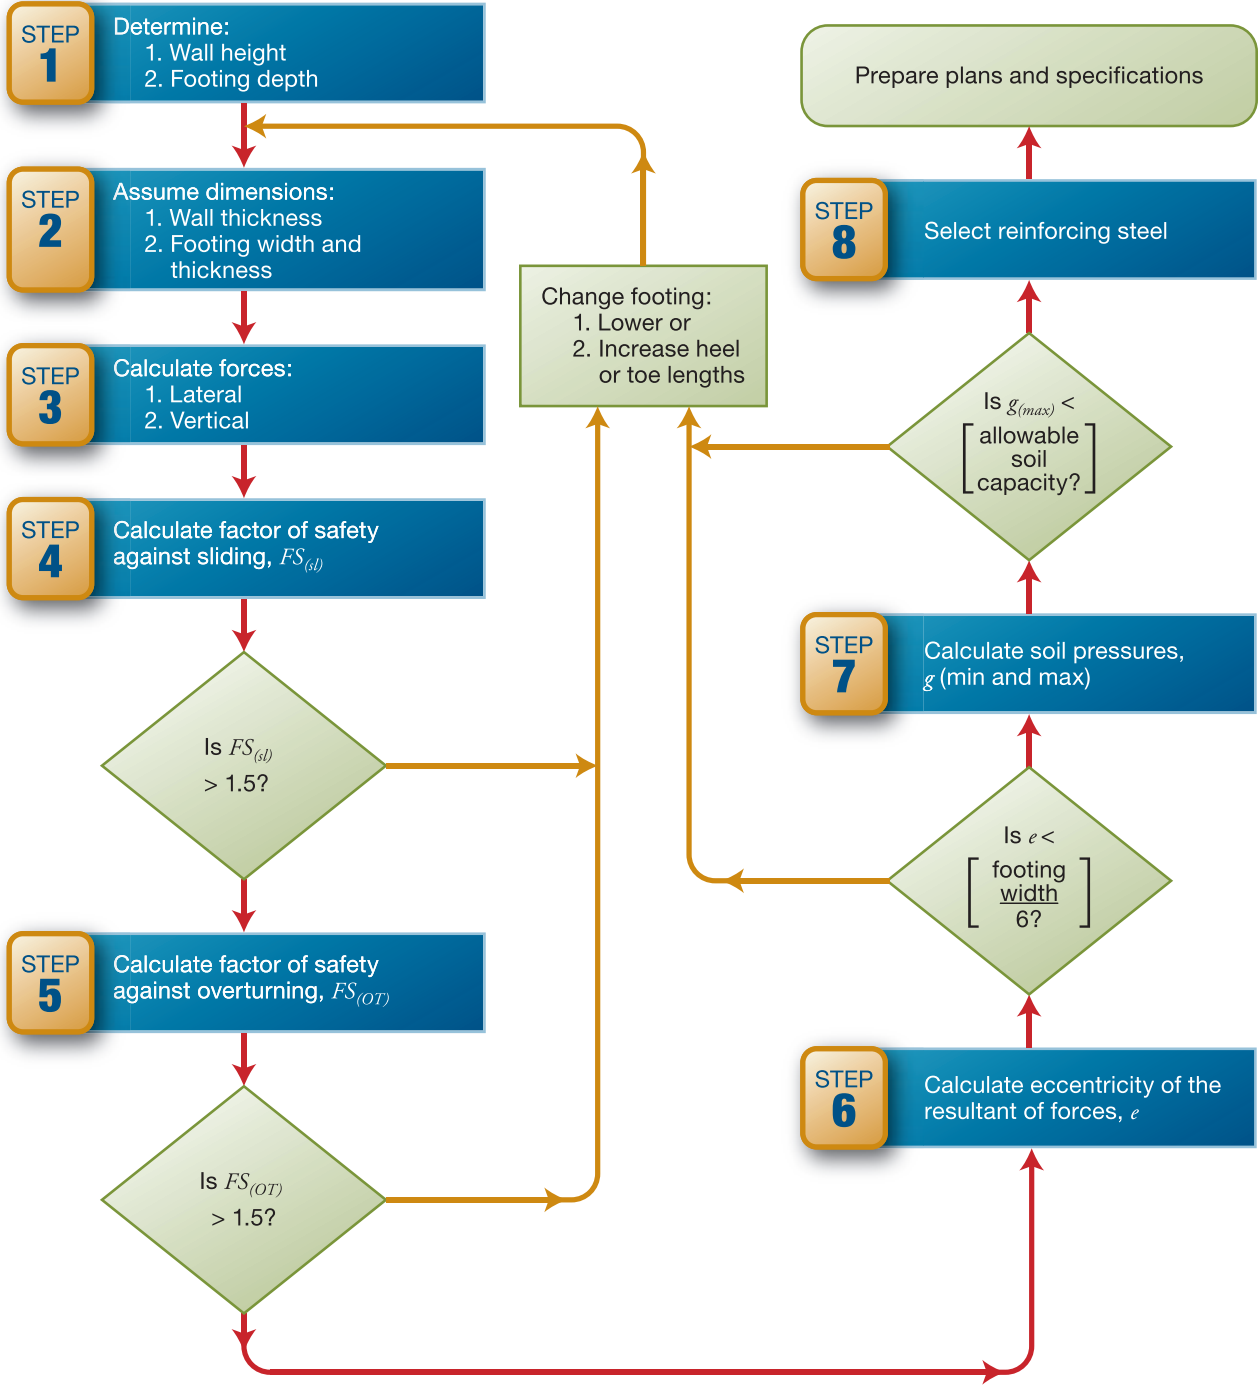 STEP
1
Determine:
1. Wall height
2. Footing depth
STEP
2
Assume dimensions:
1. Wall thickness
2. Footing width and
thickness
STEP
3
Calculate forces:
1. Lateral
2. Vertical
STEP
4
Calculate factor of safety
against sliding, FS(sl)
Is FS(sl)
> 1.5?
STEP
5
Calculate factor of safety
against overturning, FS(OT)
Is FS(OT)
> 1.5?
Change footing:
1. Lower or
2. Increase heel
or toe lengths
STEP
6
Calculate eccentricity of the
resultant of forces, e
Is e <
footing
width
6?
STEP
7
Calculate soil pressures,
g (min and max)
Is g(max) <
allowable
soil
capacity?
STEP
8
Select reinforcing steel
Prepare plans and specifications